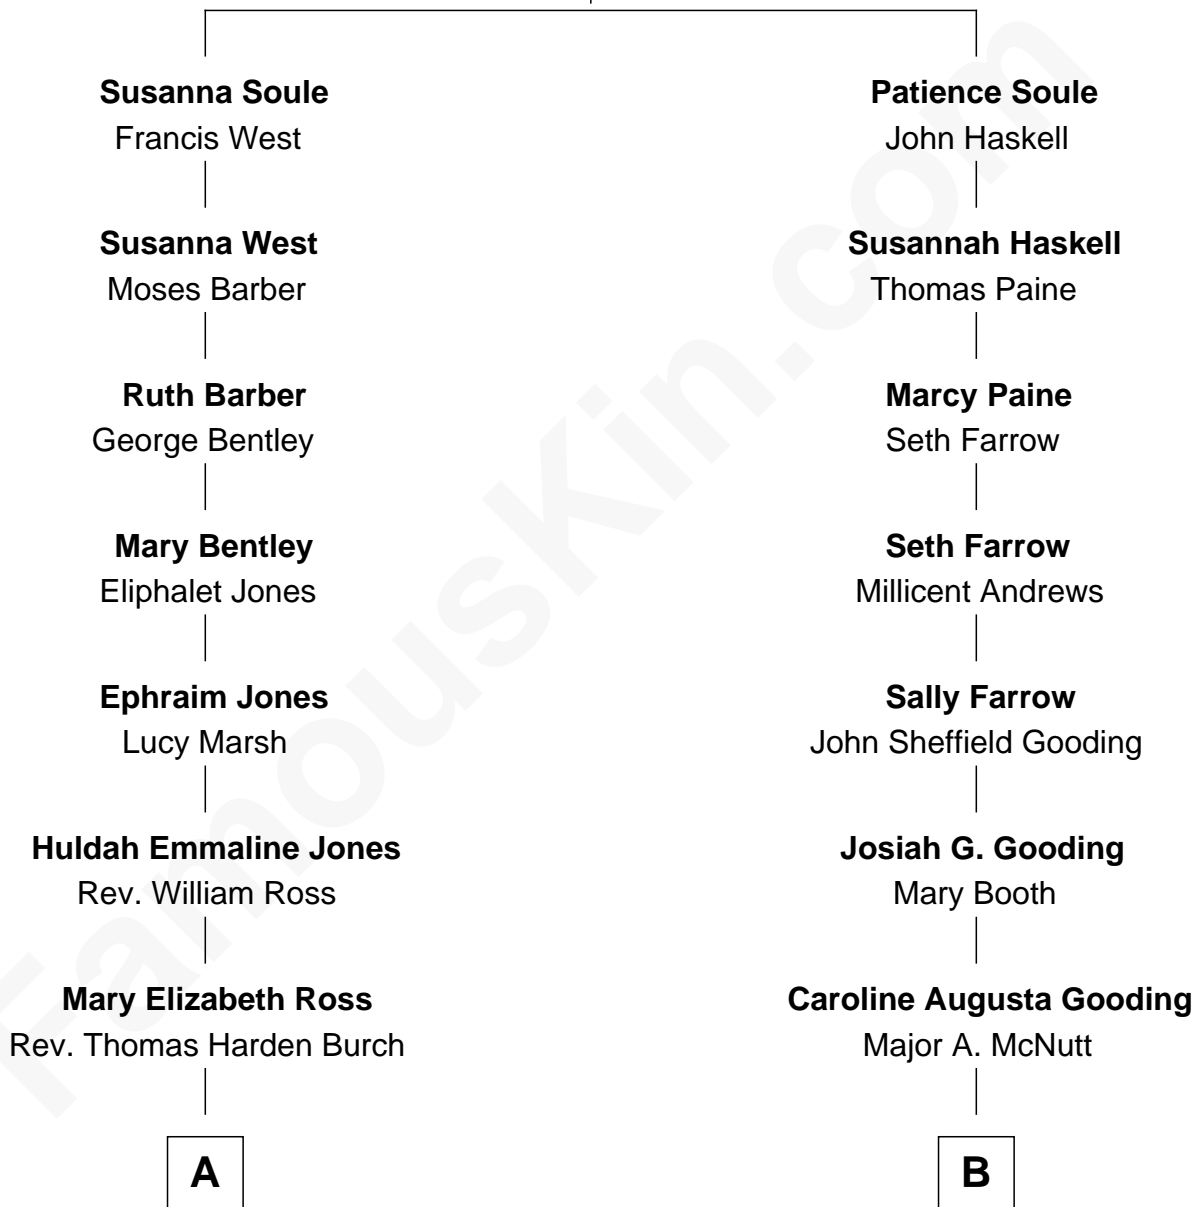 Susanna Soule
Francis West
Susanna West
Moses Barber
Ruth Barber
George Bentley
Mary Bentley
Eliphalet Jones
Ephraim Jones
Lucy Marsh
Huldah Emmaline Jones
Rev. William Ross
Mary Elizabeth Ross
Rev. Thomas Harden Burch
A
Patience Soule
John Haskell
Susannah Haskell
Thomas Paine
Marcy Paine
Seth Farrow
Seth Farrow
Millicent Andrews
Sally Farrow
John Sheffield Gooding
Josiah G. Gooding
Mary Booth
Caroline Augusta Gooding
Major A. McNutt
B
FamousKin.com